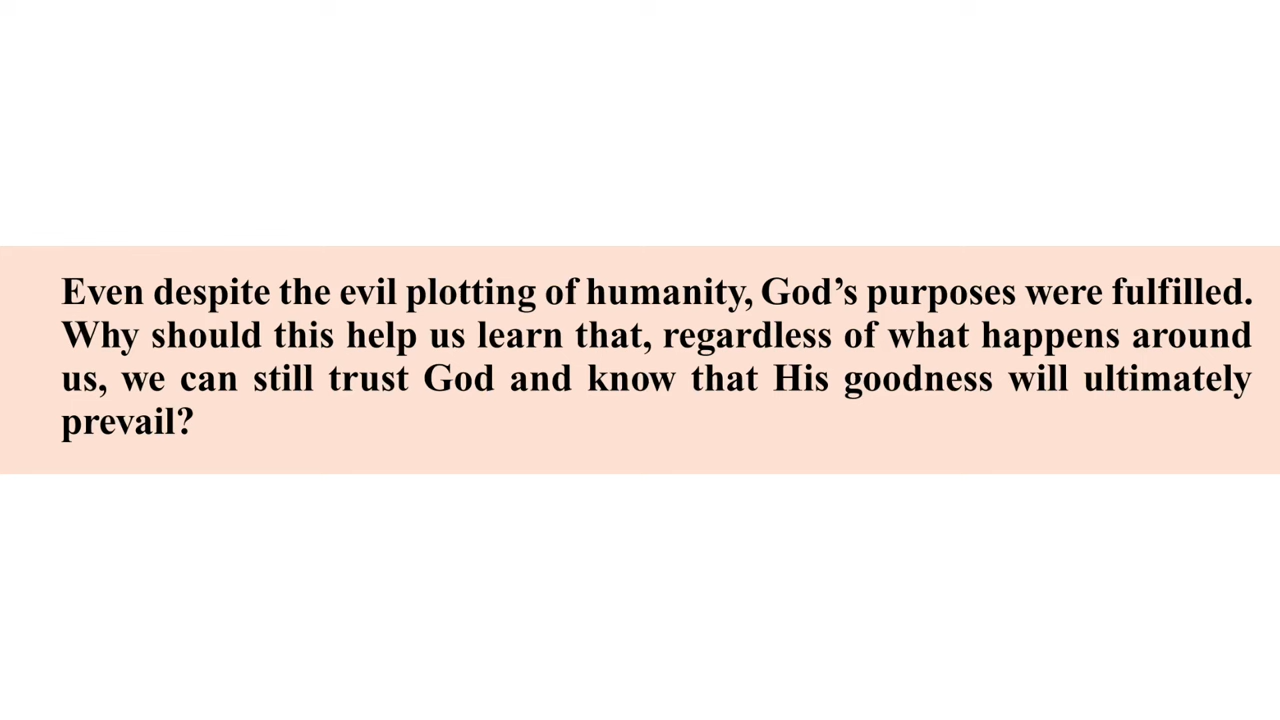 Even despite the evil plotting of humanity, God’s purposes were fulfilled.
Why should this help us learn that, regardless of what happens around
us, we can still trust God and know that His goodness will ultimately
prevail?